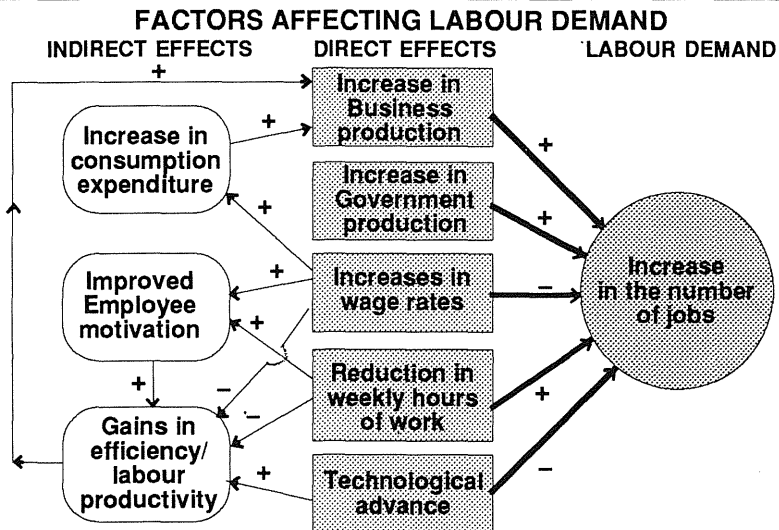 FACTORS AFFECTING LABOUR DEMAND
INDIRECT EFFECTS
DIRECT EFFECTS
LABOUR DEMAND
+
Increase in
Business
production
+
+
Increase in
consumption
expenditure
Increase in
Government
production
+
+
Improved
Employee
motivation
+
Increases in
wage rates
–
Increase
in the number
of jobs
+
+
–
–
Reduction in
weekly hours
of work
+
Gains in
efficiency/
labour
productivity
+
Technological
advance
–